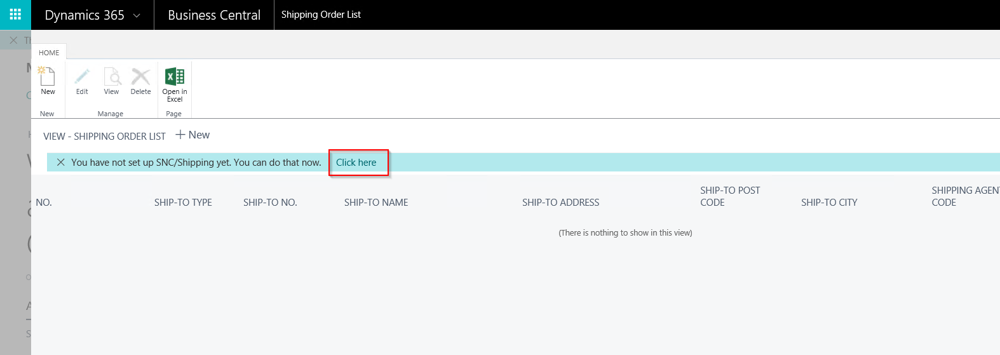 Dynamics 365
Business Central
Shipping Order List
HOME
New
Edit
View
Delete
Open in
Excel
New
Manage
Page
VIEW - SHIPPING ORDER LIST
New
You have not set up SNC/Shipping yet. You can do that now.
Click here
NO.
SHIP-TO TYPE
SHIP-TO NO.
SHIP-TO NAME
SHIP-TO ADDRESS
SHIP-TO POST
CODE
SHIP-TO CITY
SHIPPING AGENT
CODE
(There is nothing to show in this view)